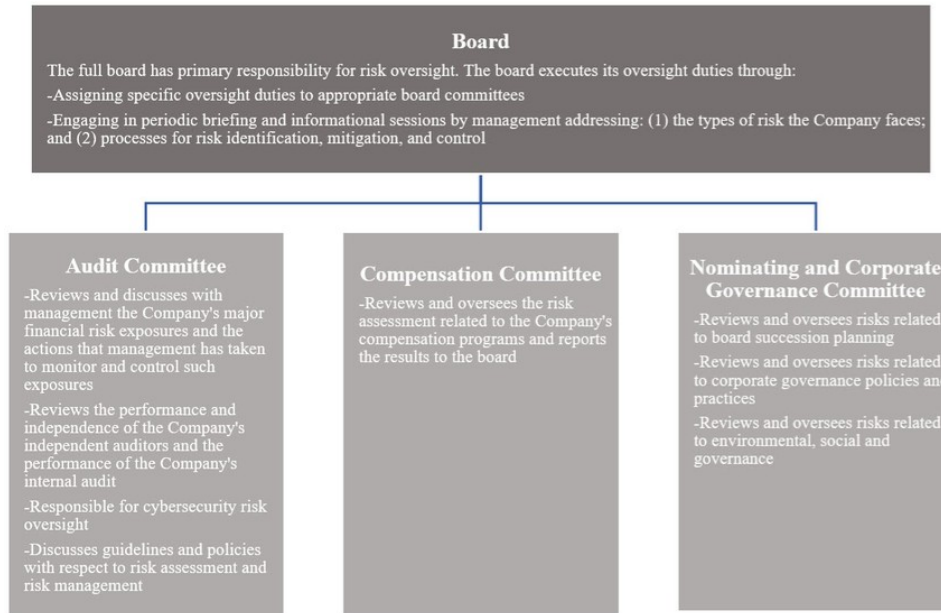 Board
The full board has primary responsibility for risk oversight. The board executes its oversight duties through:
-Assigning specific oversight duties to appropriate board committees
-Engaging in periodic briefing and informational sessions by management addressing: (1) the types of risk the Company faces;
and (2) processes for risk identification, mitigation, and control
Audit Committee
-Reviews and discusses with
management the Company's major
financial risk exposures and the
actions that management has taken
to monitor and control such
exposures
-Reviews the performance and
independence of the Company's
independent auditors and the
performance of the Company's
internal audit
-Responsible for cybersecurity risk
oversight
-Discusses guidelines and policies
with respect to risk assessment and
risk management
Compensation Committee
-Reviews and oversees the risk
assessment related to the Company's
compensation programs and reports
the results to the board
Nominating and Corporate
Governance Committee
-Reviews and oversees risks related
to board succession planning
-Reviews and oversees risks related
to corporate governance policies and
practices
-Reviews and oversees risks related
to environmental, social and
governance